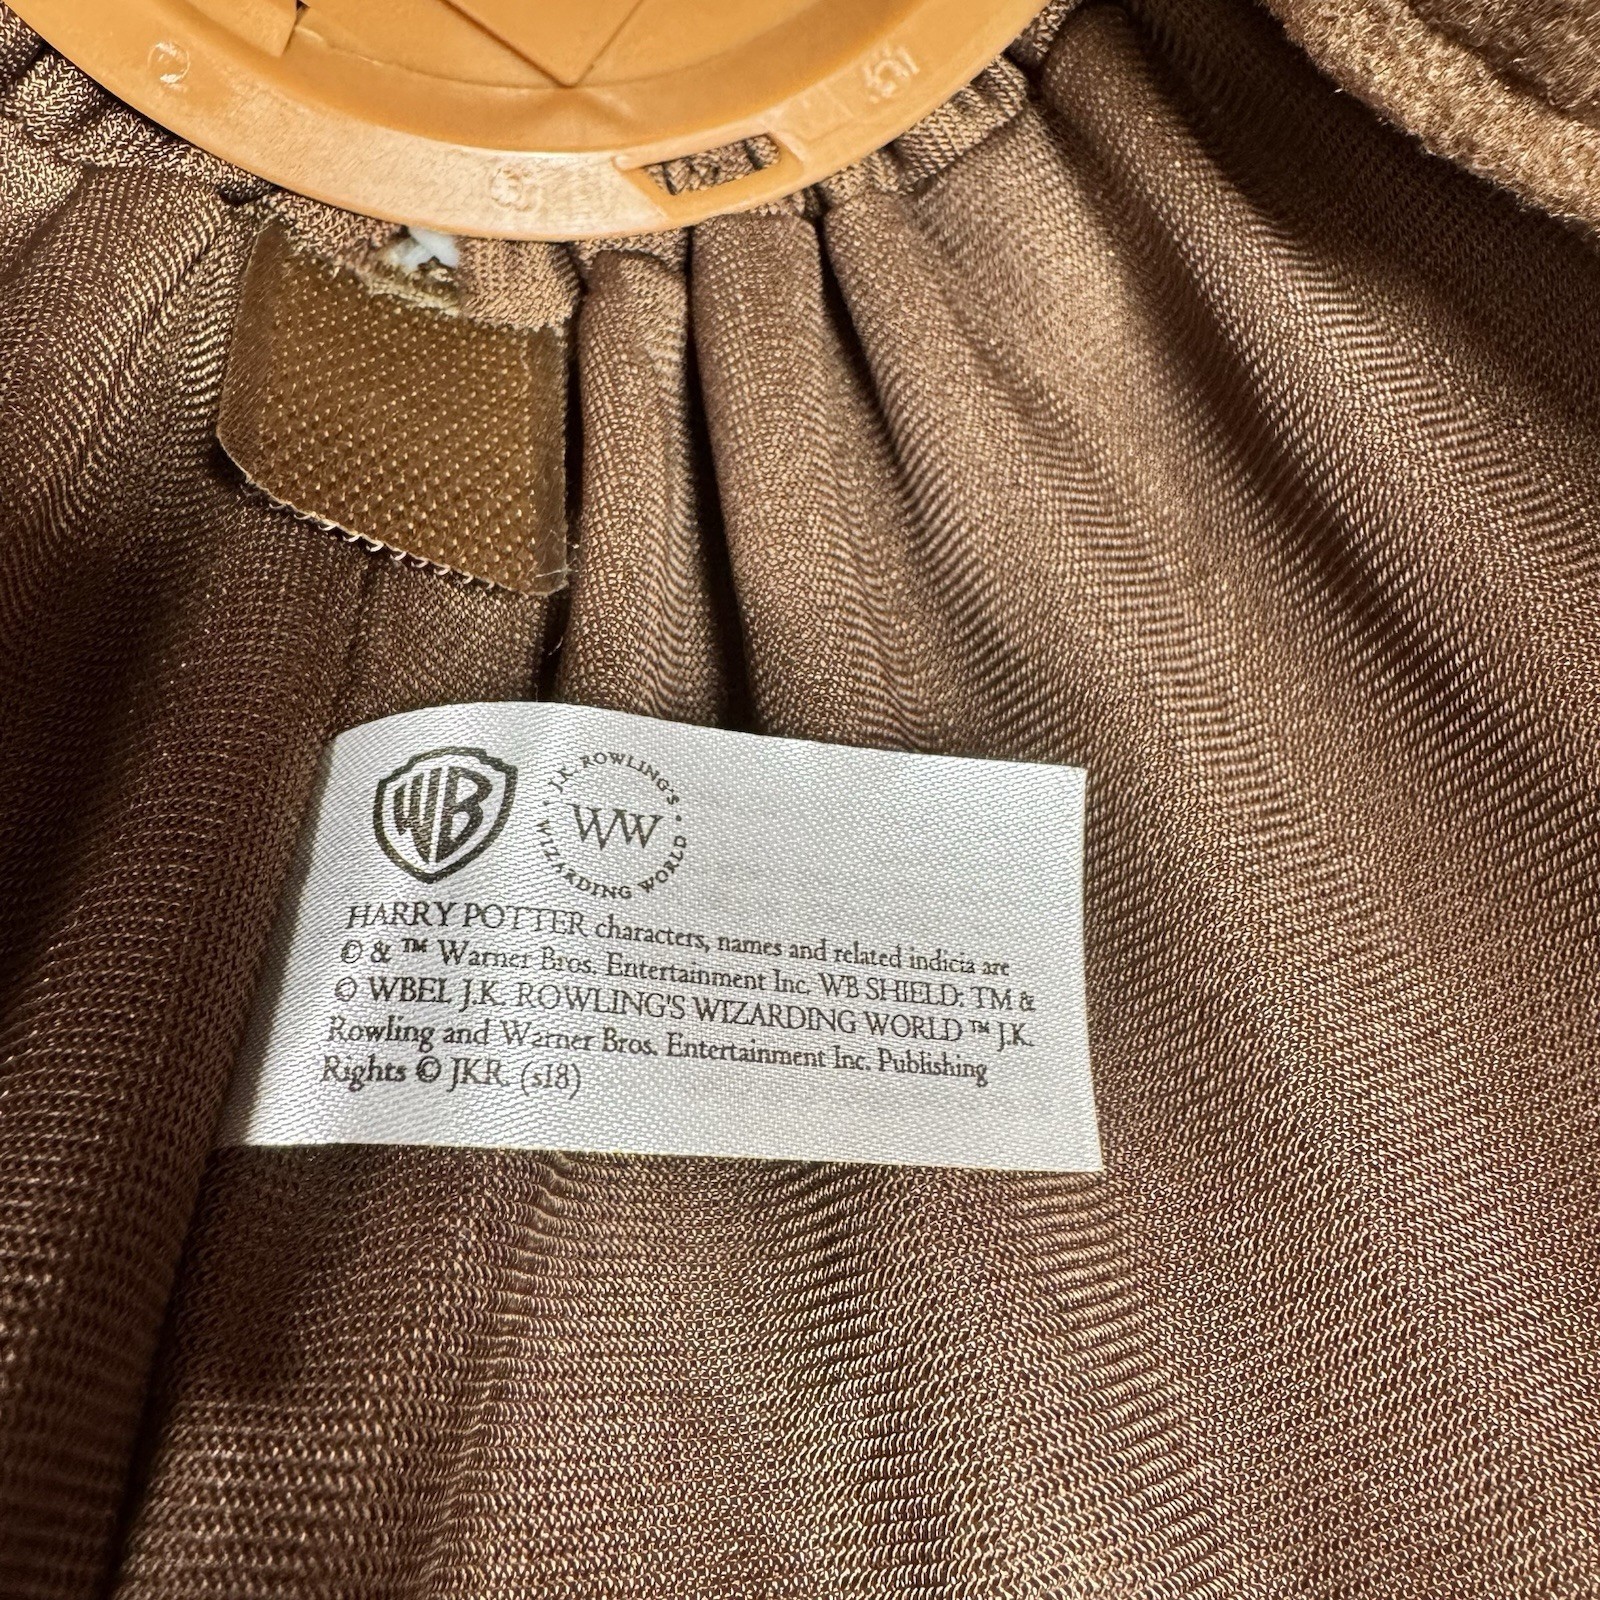 WB
J.K. ROWLING'S
WW
WIZARDING WORLD
HARRY POTTER characters, names and related indicia are
© & ™ Warner Bros. Entertainment Inc. WB SHIELD: TM &
© WBEI. J.K. ROWLING'S WIZARDING WORLD ™ J.K.
Rowling and Warner Bros. Entertainment Inc. Publishing
Rights © JKR. (s18)